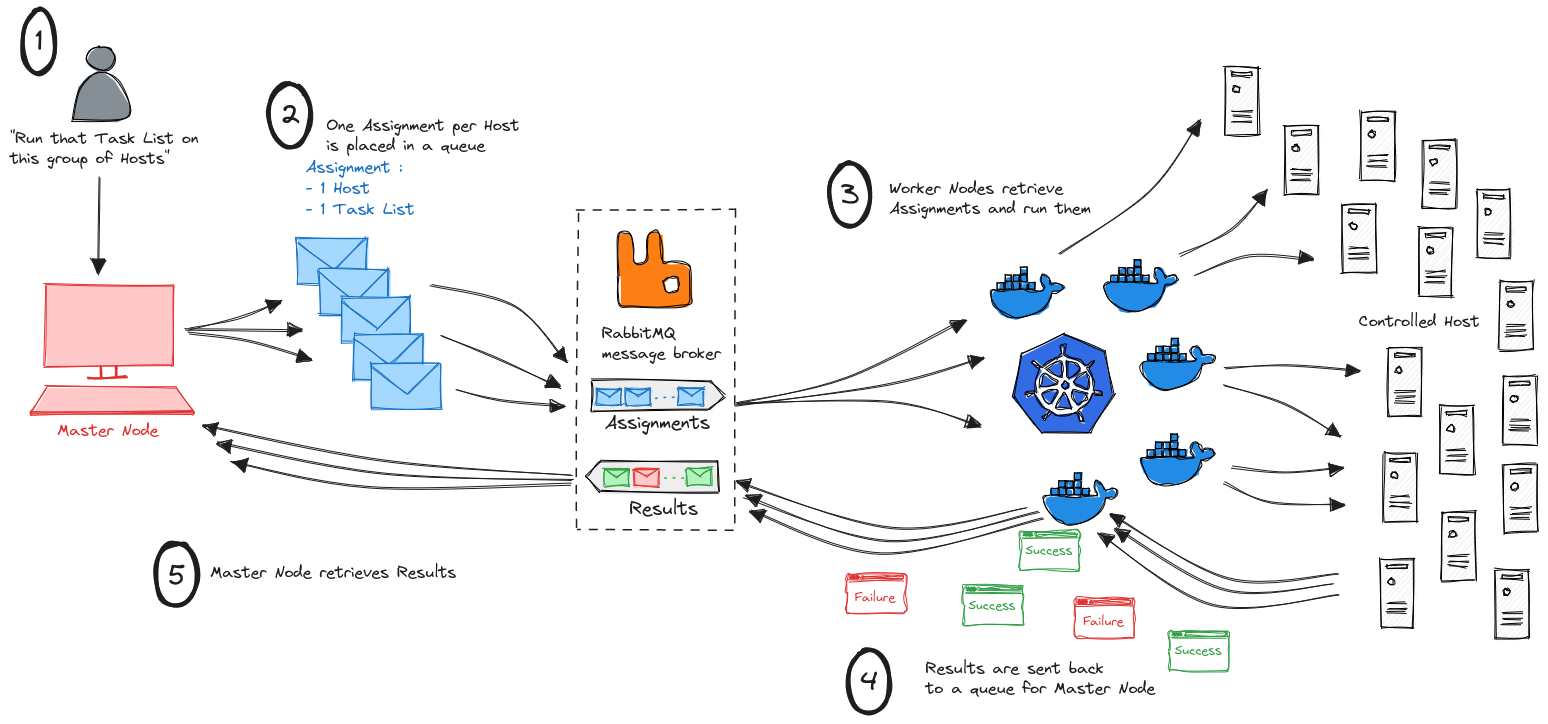 1
"Run that Task List on
this group of Hosts"
Master Node
2
One Assignment per Host
is placed in a queue
Assignment :
- 1 Host
- 1 Task List
RabbitMQ
message broker
Assignments
Results
3
Worker Nodes retrieve
Assignments and run them
Controlled Host
Success
Failure
Success
Failure
Success
4
Results are sent back
to a queue for Master Node
5
Master Node retrieves Results